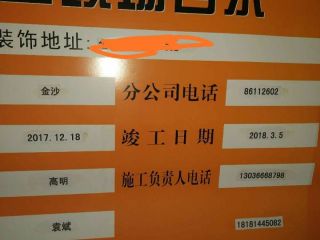 装饰地址:
金沙 分公司电话 86112602
2017.12.18 竣工日期 2018.3.5
高明 施工负责人电话 13036668798
袁斌 18181445082